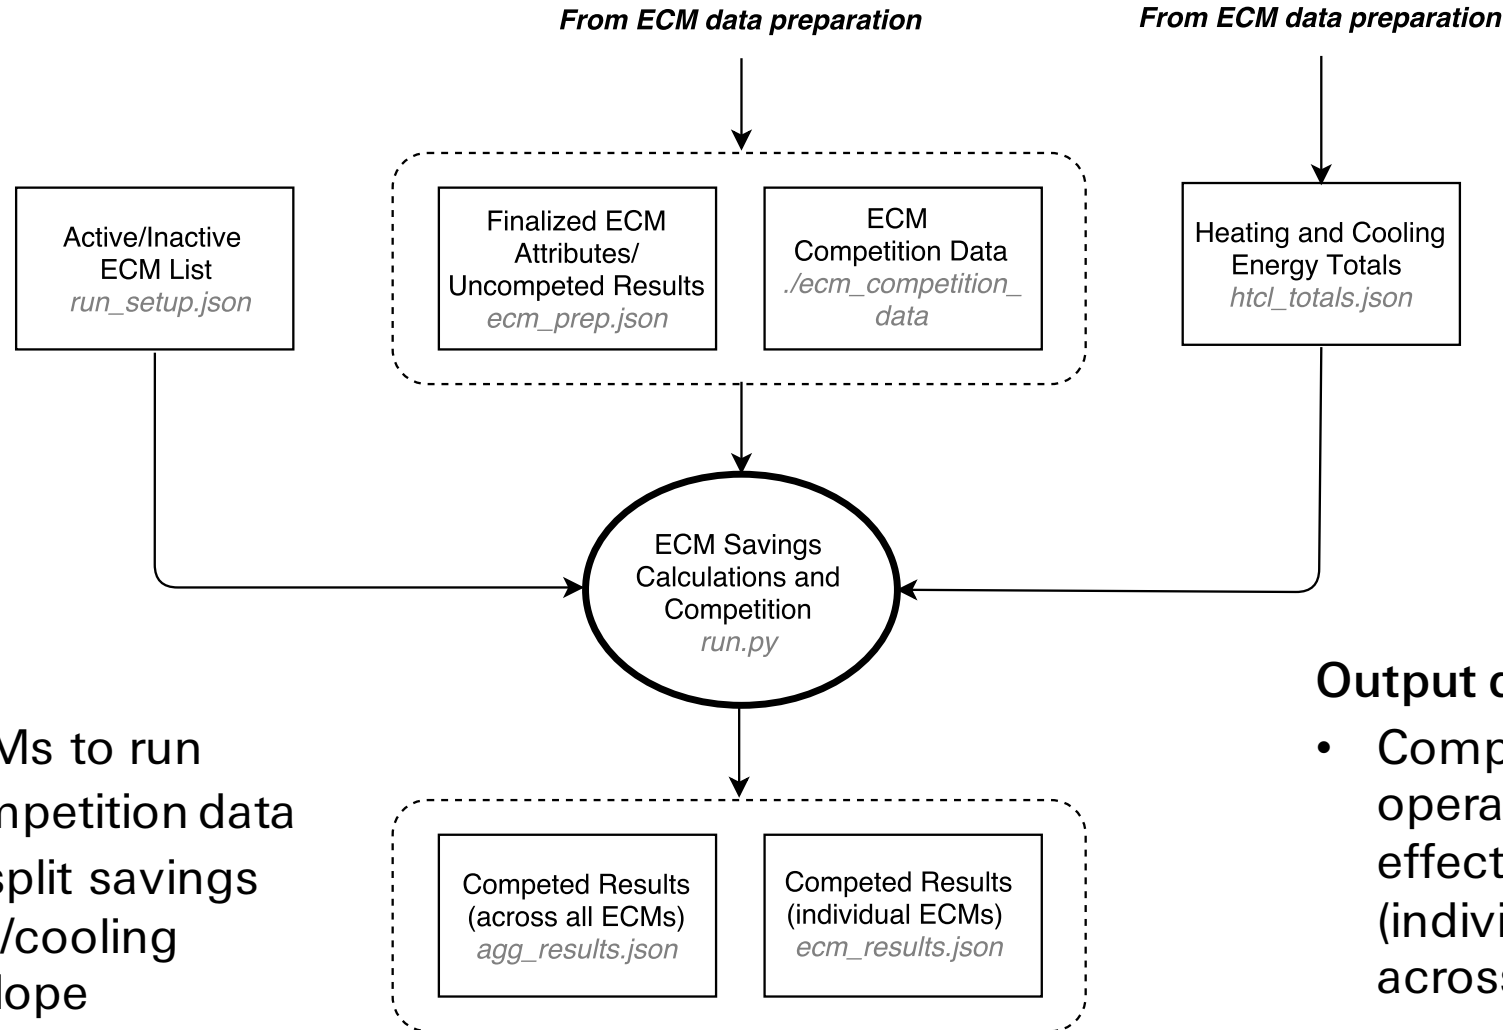 From ECM data preparation
From ECM data preparation
Active/Inactive
ECM List
run_setup.json
Finalized ECM
Attributes/
Uncompeted Results
ecm_prep.json
ECM
Competition Data
./ecm_competition_
data
Heating and Cooling
Energy Totals
htcl_totals.json
ECM Savings
Calculations and
Competition
run.py
Ms to run
mpetition data
split savings
/cooling
lope
Competed Results
(across all ECMs)
agg_results.json
Competed Results
(individual ECMs)
ecm_results.json
Output
• Comp
opera
effect
(indivi
across